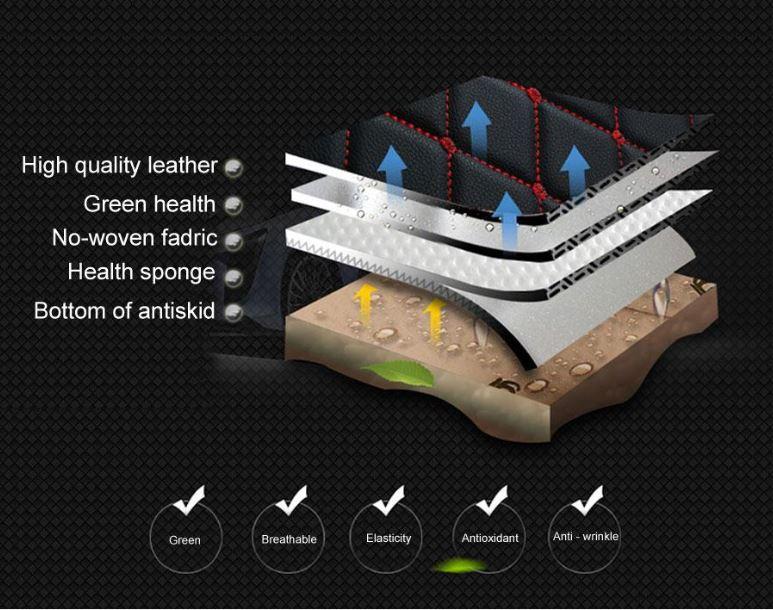 High quality leather
Green health
No-woven fadric
Health sponge
Bottom of antiskid
Green
Breathable
Elasticity
Antioxidant
Anti - wrinkle